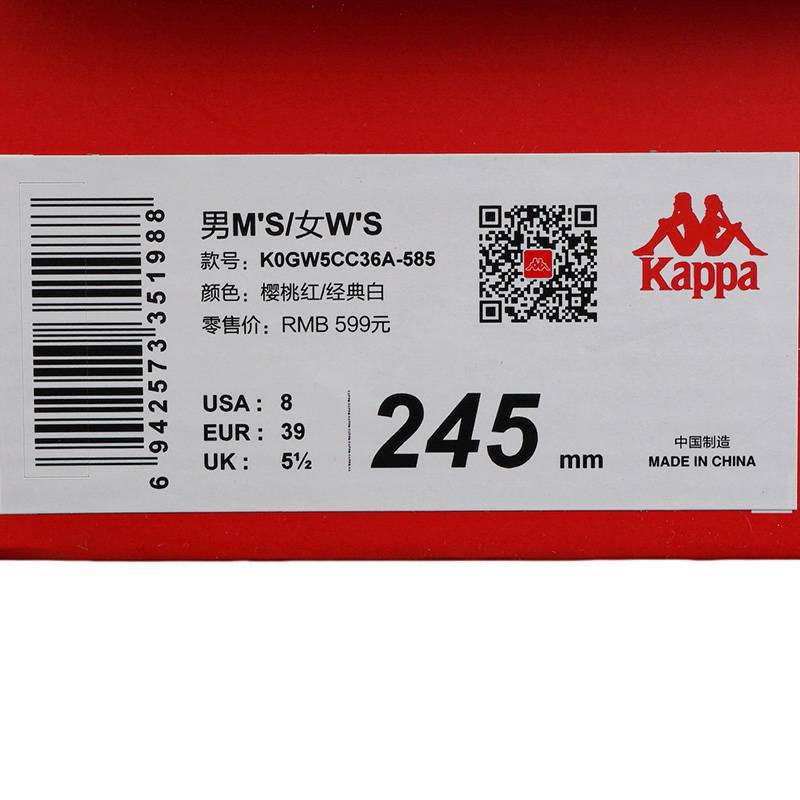 男M'S/女W'S
款号：K0GW5CC36A-585
颜色：樱桃红/经典白
零售价：RMB 599元
USA : 8
EUR : 39
UK : 5½
245 mm
Kappa
中国制造
MADE IN CHINA
6 942573 351988